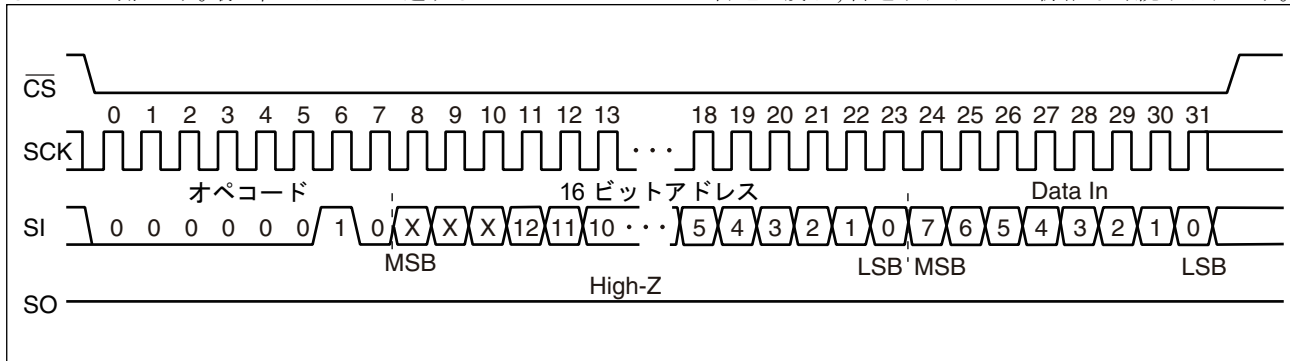 CS
0 1 2 3 4 5 6 7 8 9 10 11 12 13 18 19 20 21 22 23 24 25 26 27 28 29 30 31
SCK ･･･
オペコード 16 ビットアドレス Data In
SI 0 0 0 0 0 0 1 0 X X X 12 11 10 ･･･ 5 4 3 2 1 0 7 6 5 4 3 2 1 0
MSB LSB MSB LSB
High-Z
SO